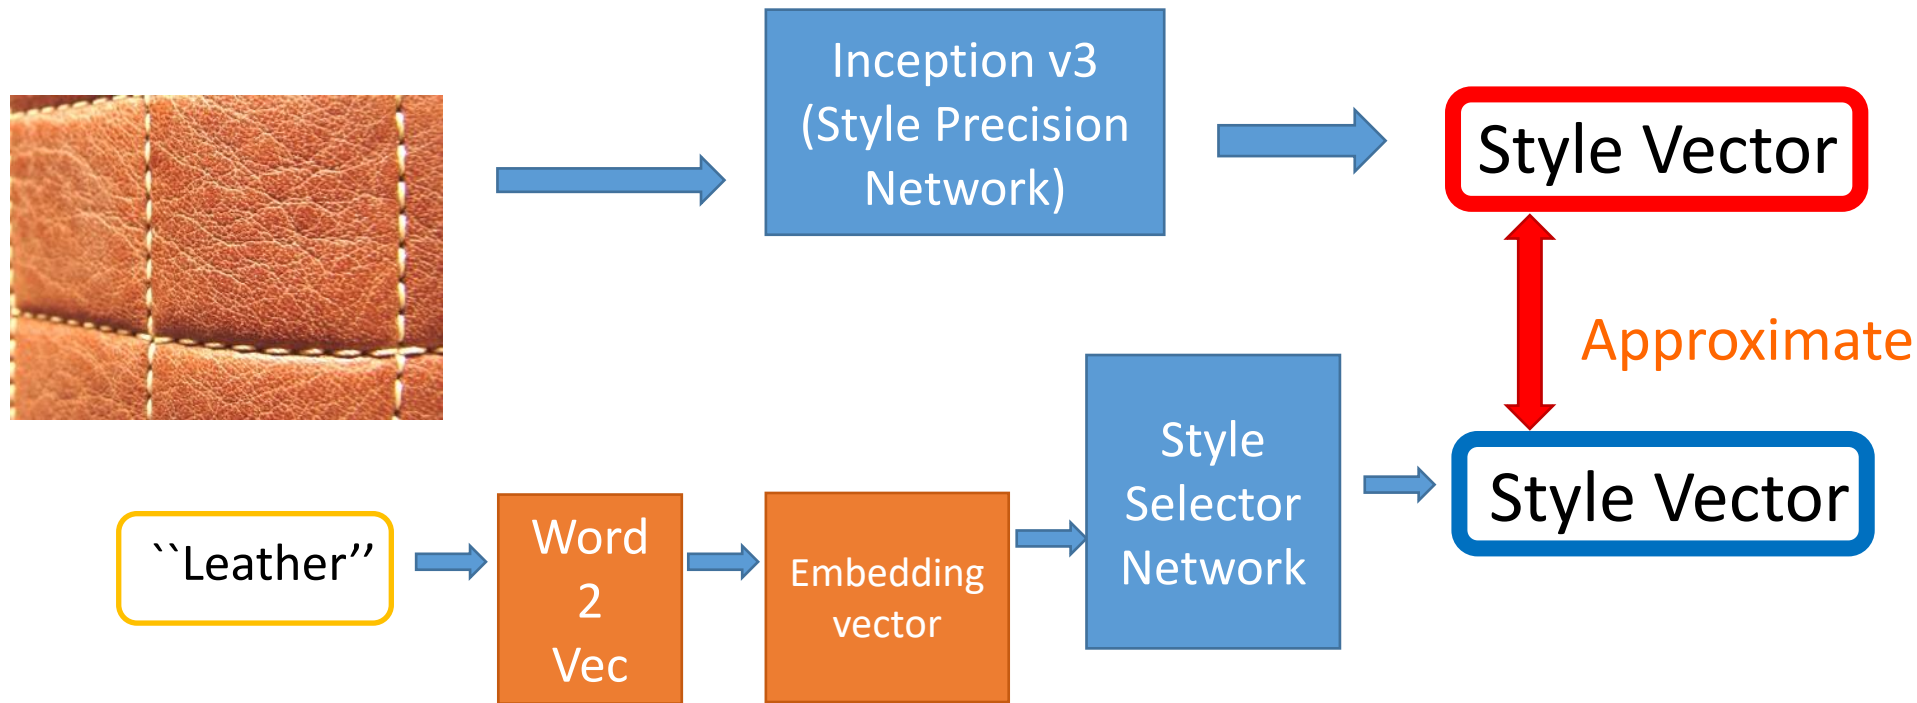 Inception v3
(Style Precision
Network)
Style Vector
Approximate
Style
Selector
Network
Style Vector
``Leather’’
Word
2
Vec
Embedding
vector